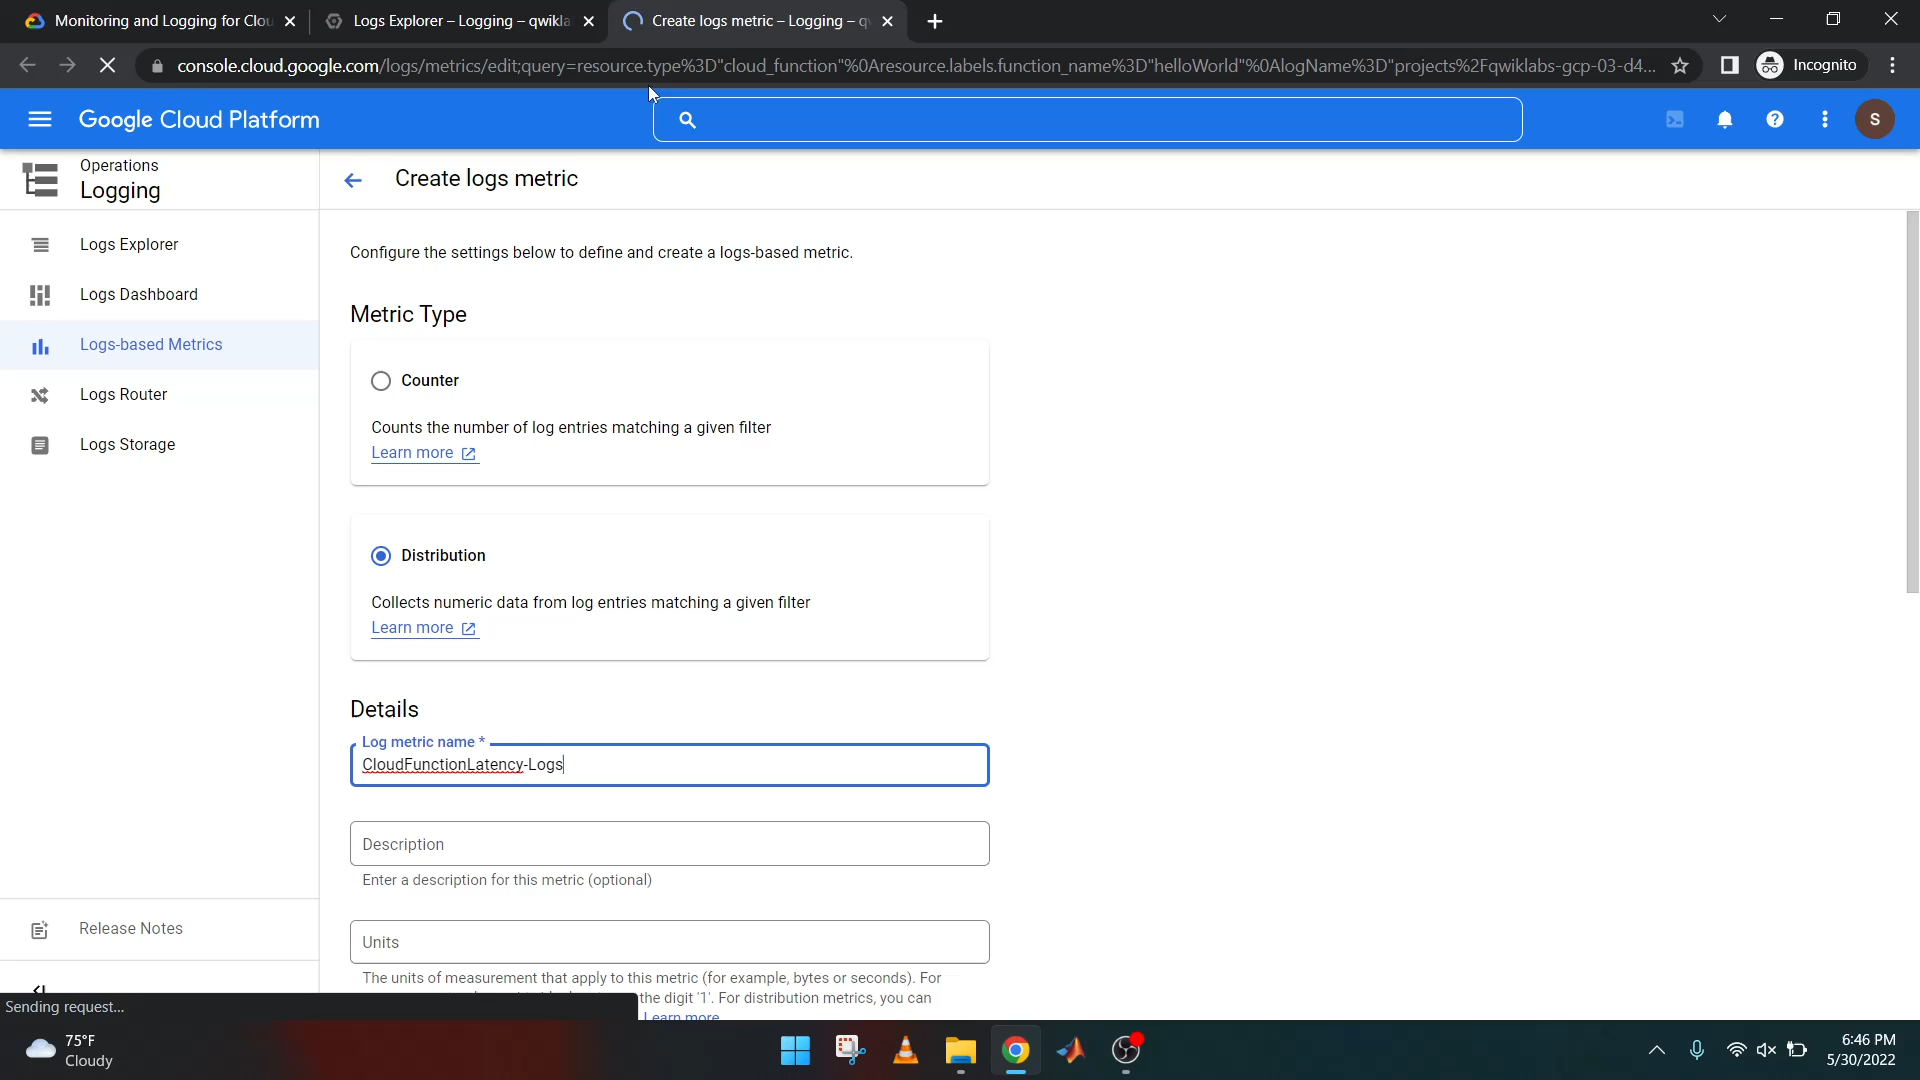 Monitoring and Logging for Clou
Logs Explorer – Logging – qwikla
Create logs metric – Logging – q
console.cloud.google.com/logs/metrics/edit;query=resource.type%3D"cloud_function"%0Aresource.labels.function_name%3D"helloWorld"%0AlogName%3D"projects%2Fqwiklabs-gcp-03-d4...
Incognito
Google Cloud Platform
S
Operations
Logging
Create logs metric
Logs Explorer
Logs Dashboard
Logs-based Metrics
Logs Router
Logs Storage
Release Notes
Configure the settings below to define and create a logs-based metric.
Metric Type
Counter
Counts the number of log entries matching a given filter
Learn more
Distribution
Collects numeric data from log entries matching a given filter
Learn more
Details
Log metric name *
CloudFunctionLatency-Logs
Description
Enter a description for this metric (optional)
Units
The units of measurement that apply to this metric (for example, bytes or seconds). For
the digit '1'. For distribution metrics, you can
Learn more
Sending request...
75°F
Cloudy
6:46 PM
5/30/2022